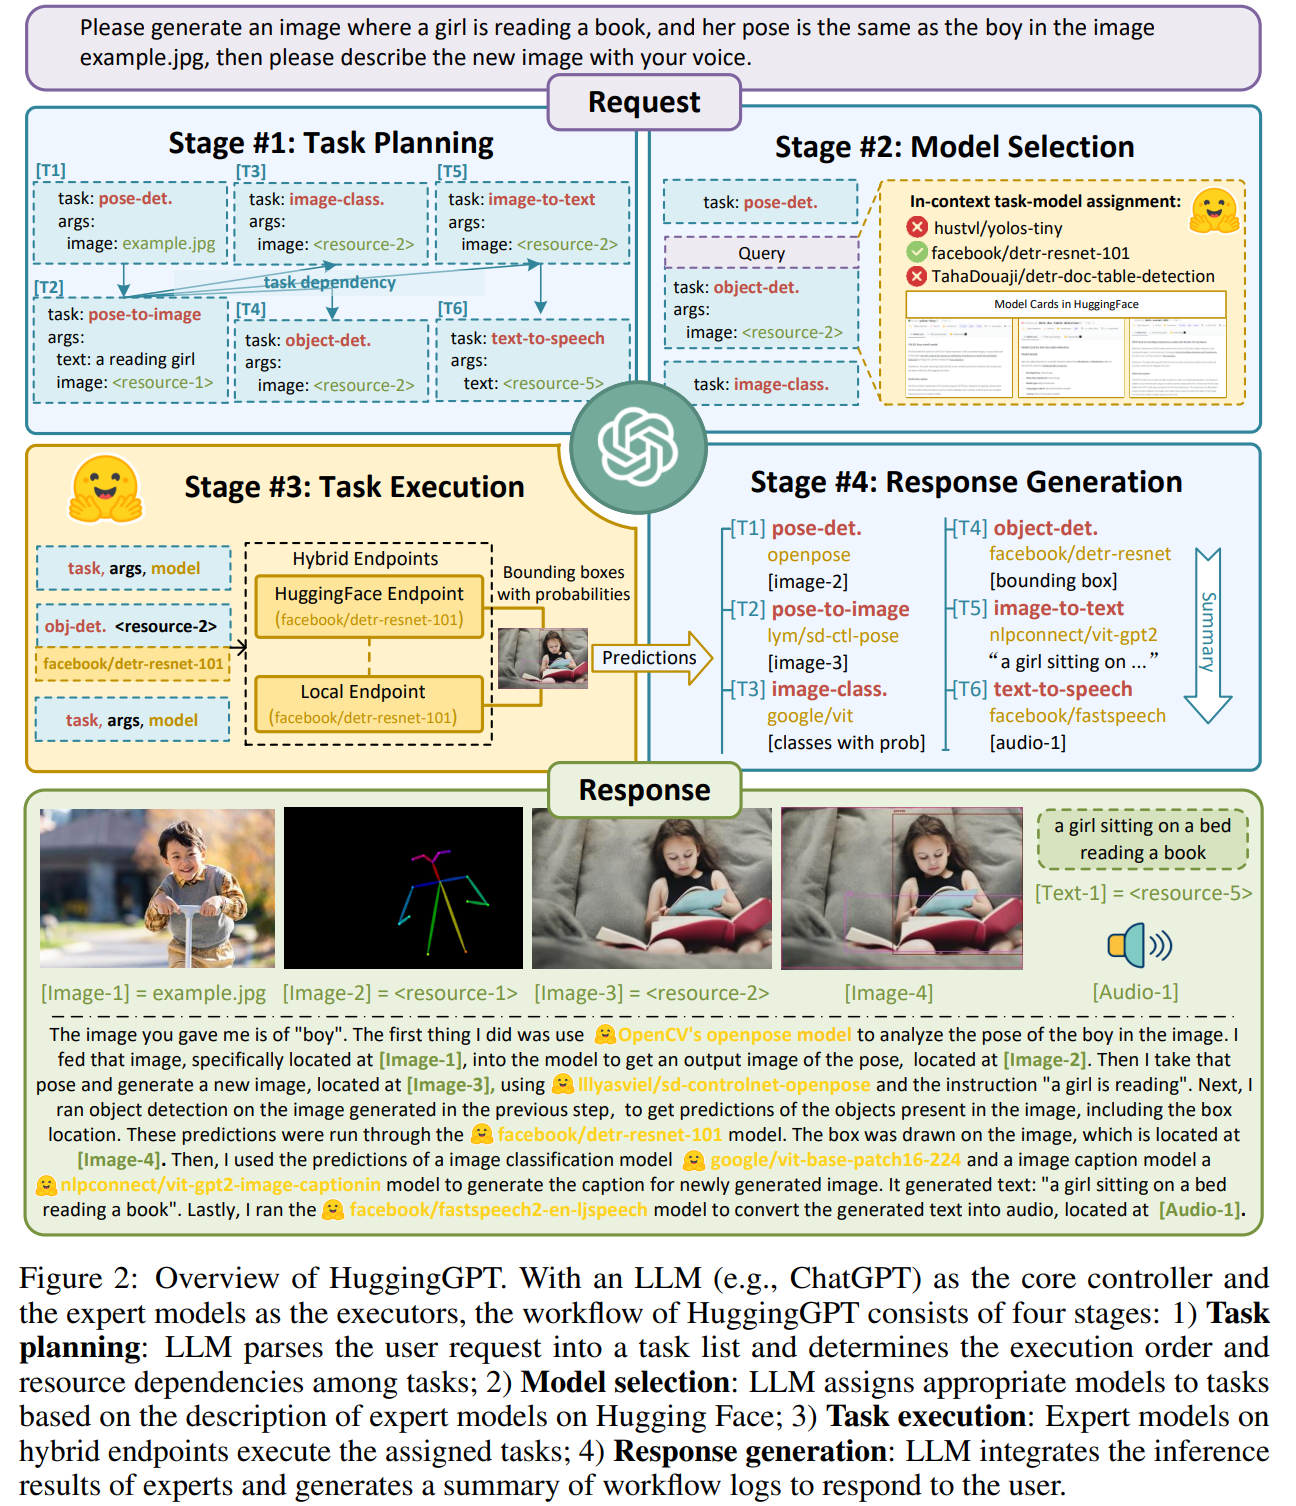 Please generate an image where a girl is reading a book, and her pose is the same as the boy in the image
example.jpg, then please describe the new image with your voice.
Request
Stage #1: Task Planning
[T1]
task: pose-det.
args:
image: example.jpg
[T3]
task: image-class.
args:
image: <resource-2>
[T5]
task: image-to-text
args:
image: <resource-2>
task dependency
[T2]
task: pose-to-image
args:
text: a reading girl
image: <resource-1>
[T4]
task: object-det.
args:
image: <resource-2>
[T6]
task: text-to-speech
args:
text: <resource-5>
Stage #2: Model Selection
task: pose-det.
Query
task: object-det.
args:
image: <resource-2>
task: image-class.
In-context task-model assignment:
hustvl/yolos-tiny
facebook/detr-resnet-101
TahaDouaji/detr-doc-table-detection
Model Cards in HuggingFace
Stage #3: Task Execution
task, args, model
obj-det. <resource-2>
facebook/detr-resnet-101
task, args, model
Hybrid Endpoints
HuggingFace Endpoint
(facebook/detr-resnet-101)
Local Endpoint
(facebook/detr-resnet-101)
Bounding boxes
with probabilities
Predictions
Stage #4: Response Generation
[T1] pose-det.
openpose
[image-2]
[T2] pose-to-image
lym/sd-ctl-pose
[image-3]
[T3] image-class.
google/vit
[classes with prob]
[T4] object-det.
facebook/detr-resnet
[bounding box]
[T5] image-to-text
nlpconnect/vit-gpt2
“a girl sitting on ...”
[T6] text-to-speech
facebook/fastspeech
[audio-1]
Summary
Response
a girl sitting on a bed
reading a book
[Text-1] = <resource-5>
[Image-1] = example.jpg
[Image-2] = <resource-1>
[Image-3] = <resource-2>
[Image-4]
[Audio-1]
The image you gave me is of "boy". The first thing I did was use OpenCV's openpose model to analyze the pose of the boy in the image. I
fed that image, specifically located at [Image-1], into the model to get an output image of the pose, located at [Image-2]. Then I take that
pose and generate a new image, located at [Image-3], using lllyasviel/sd-controlnet-openpose and the instruction "a girl is reading". Next, I
ran object detection on the image generated in the previous step, to get predictions of the objects present in the image, including the box
location. These predictions were run through the facebook/detr-resnet-101 model. The box was drawn on the image, which is located at
[Image-4]. Then, I used the predictions of a image classification model google/vit-base-patch16-224 and a image caption model a
nlpconnect/vit-gpt2-image-captionin model to generate the caption for newly generated image. It generated text: "a girl sitting on a bed
reading a book". Lastly, I ran the facebook/fastspeech2-en-ljspeech model to convert the generated text into audio, located at [Audio-1].
Figure 2: Overview of HuggingGPT. With an LLM (e.g., ChatGPT) as the core controller and
the expert models as the executors, the workflow of HuggingGPT consists of four stages: 1) Task
planning: LLM parses the user request into a task list and determines the execution order and
resource dependencies among tasks; 2) Model selection: LLM assigns appropriate models to tasks
based on the description of expert models on Hugging Face; 3) Task execution: Expert models on
hybrid endpoints execute the assigned tasks; 4) Response generation: LLM integrates the inference
results of experts and generates a summary of workflow logs to respond to the user.